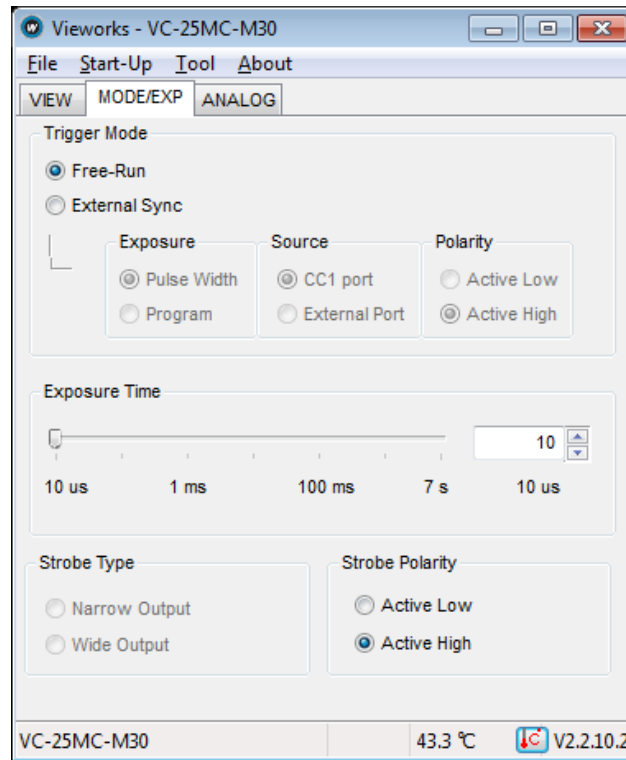 Vieworks - VC-25MC-M30
File Start-Up Tool About
VIEW MODE/EXP ANALOG
Trigger Mode
Free-Run
External Sync
Exposure Source Polarity
Pulse Width CC1 port Active Low
Program External Port Active High
Exposure Time
10
10 us 1 ms 100 ms 7 s 10 us
Strobe Type Strobe Polarity
Narrow Output Active Low
Wide Output Active High
VC-25MC-M30 43.3 ℃ C V2.2.10.2